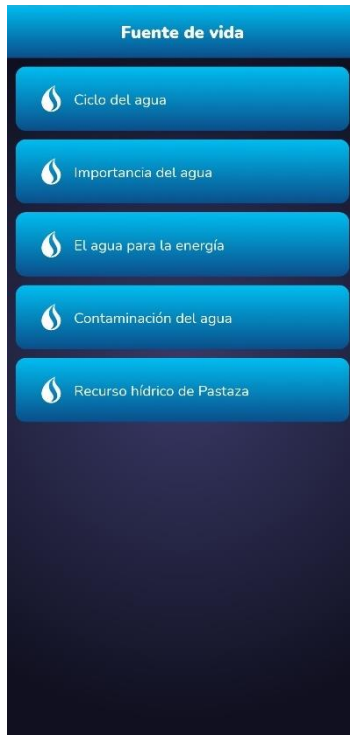 Fuente de vida
Ciclo del agua
Importancia del agua
El agua para la energía
Contaminación del agua
Recurso hídrico de Pastaza